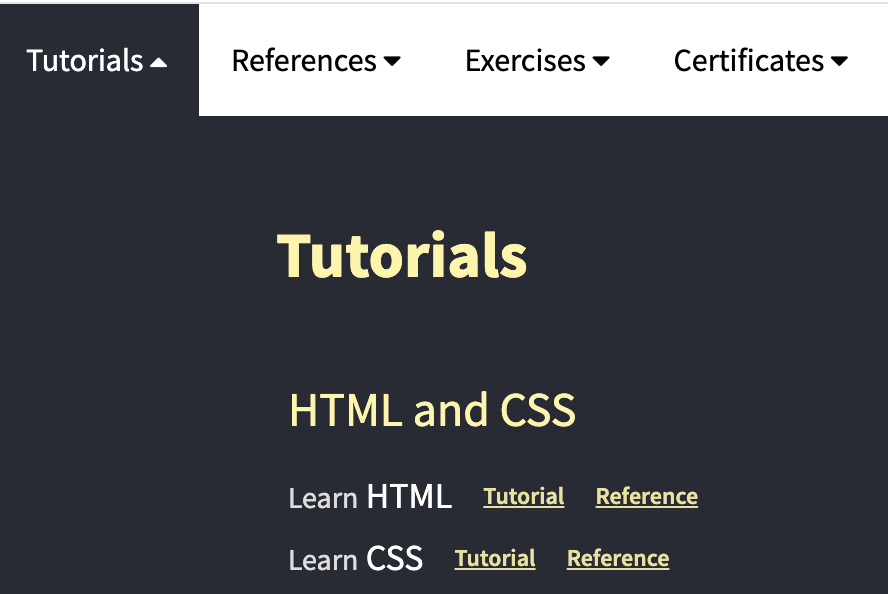 Tutorials References Exercises Certificates
Tutorials
HTML and CSS
Learn HTML Tutorial Reference
Learn CSS Tutorial Reference